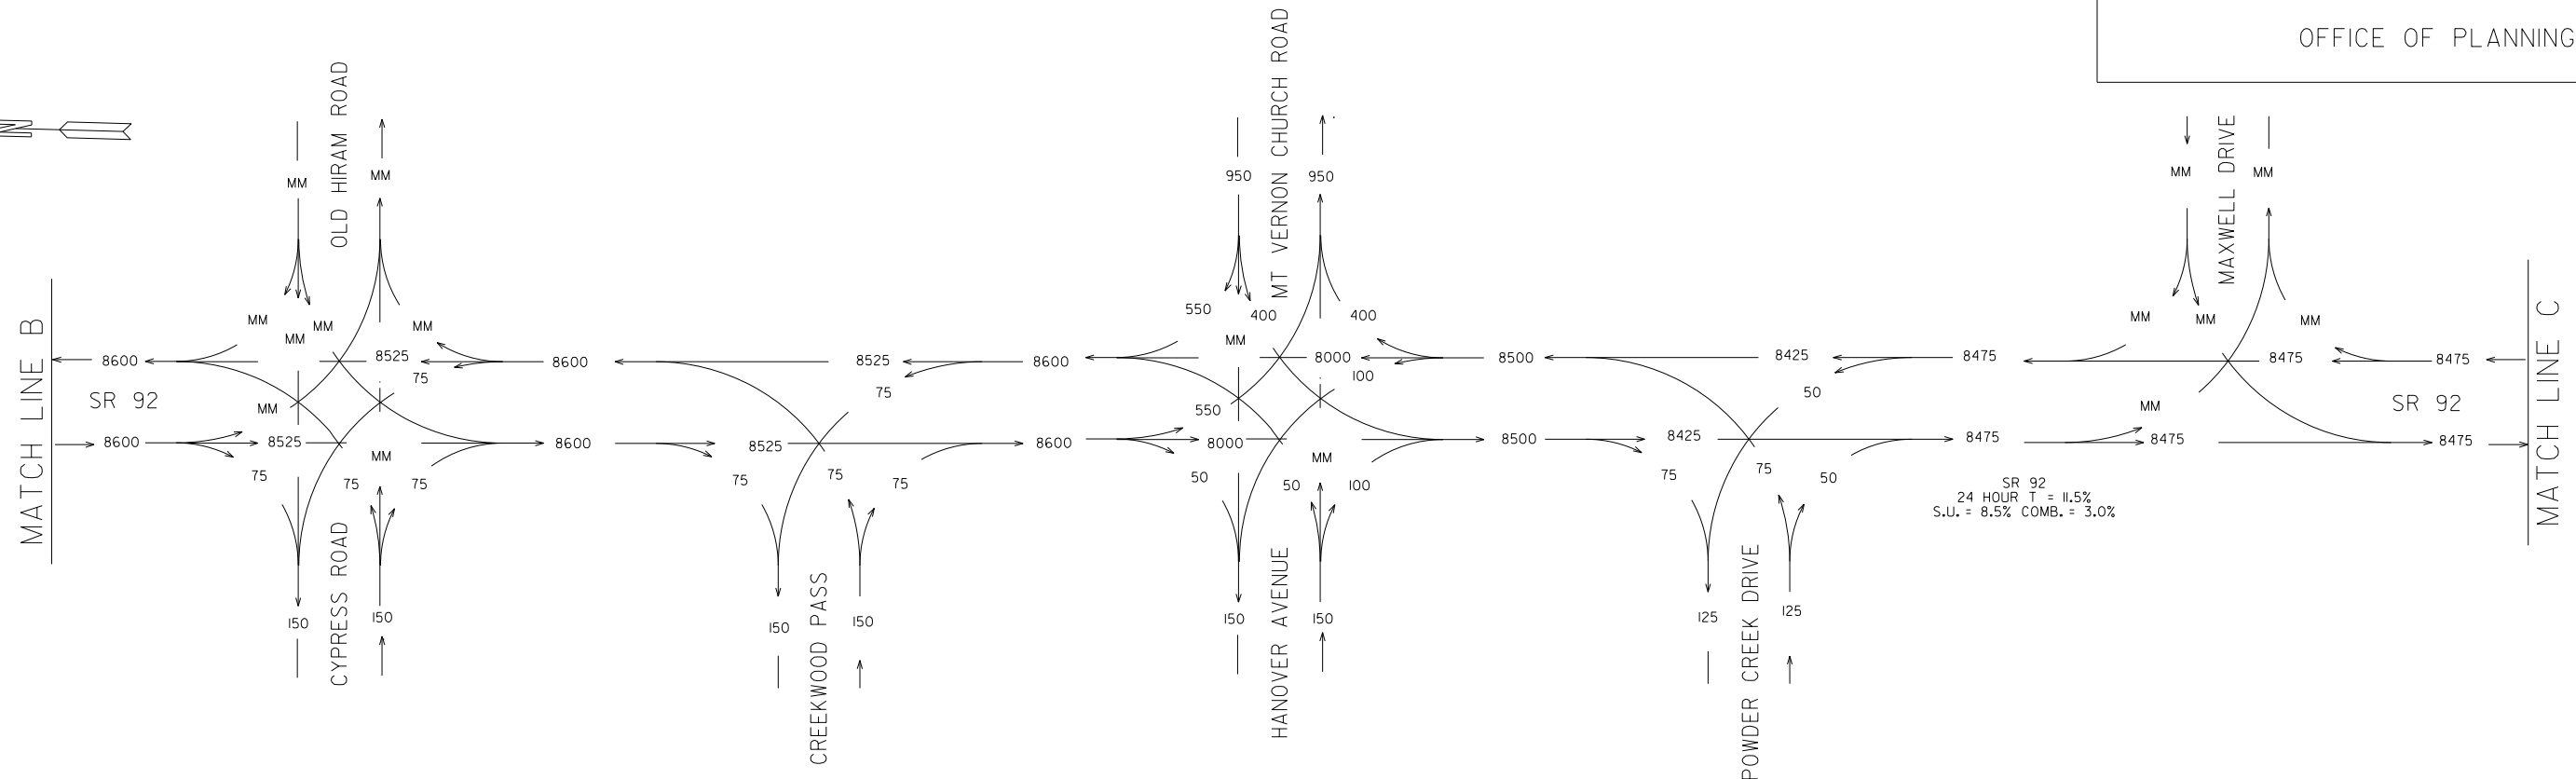 OFFICE OF PLANNING
N
OLD HIRAM ROAD
MT VERNON CHURCH ROAD
MAXWELL DRIVE
MM
MM
950
950
MM
MM
MM
MM
MM
MM
550
MM
400
400
MM
MM
MM
MATCH LINE B
8600
8525
8600
8525
8600
8000
8500
8425
8475
8475
8475
MATCH LINE C
75
75
100
50
SR 92
MM
550
MM
SR 92
8600
8525
8600
8525
8600
8000
8500
8425
8475
8475
8475
75
MM
75
75
75
75
75
50
MM
50
100
75
75
50
SR 92
24 HOUR T = 11.5%
S.U. = 8.5% COMB. = 3.0%
150
150
150
150
150
150
125
125
CYPRESS ROAD
CREEKWOOD PASS
HANOVER AVENUE
POWDER CREEK DRIVE